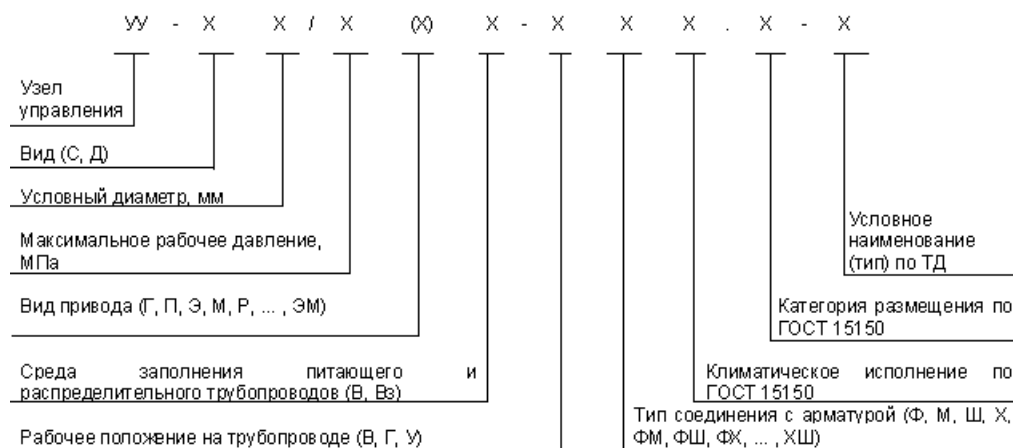 УУ - Х Х / Х (Х) Х - Х Х Х . Х - Х
Узел
управления
Вид (С, Д)
Условный диаметр, мм
Максимальное рабочее давление,
МПа
Вид привода (Г, П, Э, М, Р, ... , ЭМ)
Среда заполнения питающего и
распределительного трубопроводов (В, Вз)
Рабочее положение на трубопроводе (В, Г, У)
Условное
наименование
(тип) по ТД
Категория размещения по
ГОСТ 15150
Климатическое исполнение по
ГОСТ 15150
Тип соединения с арматурой (Ф, М, Ш, Х,
ФМ, ФШ, ФХ, ... , ХШ)